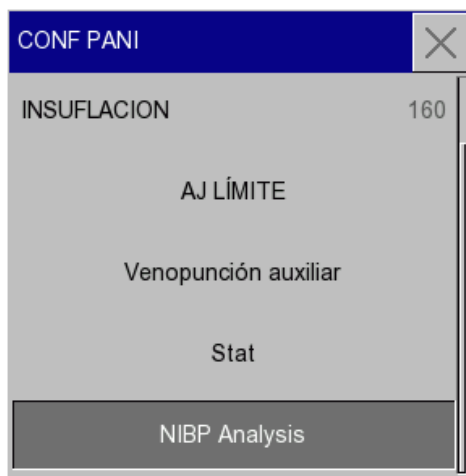 CONF PANI
INSUFLACION 160
AJ LÍMITE
Venopunción auxiliar
Stat
NIBP Analysis